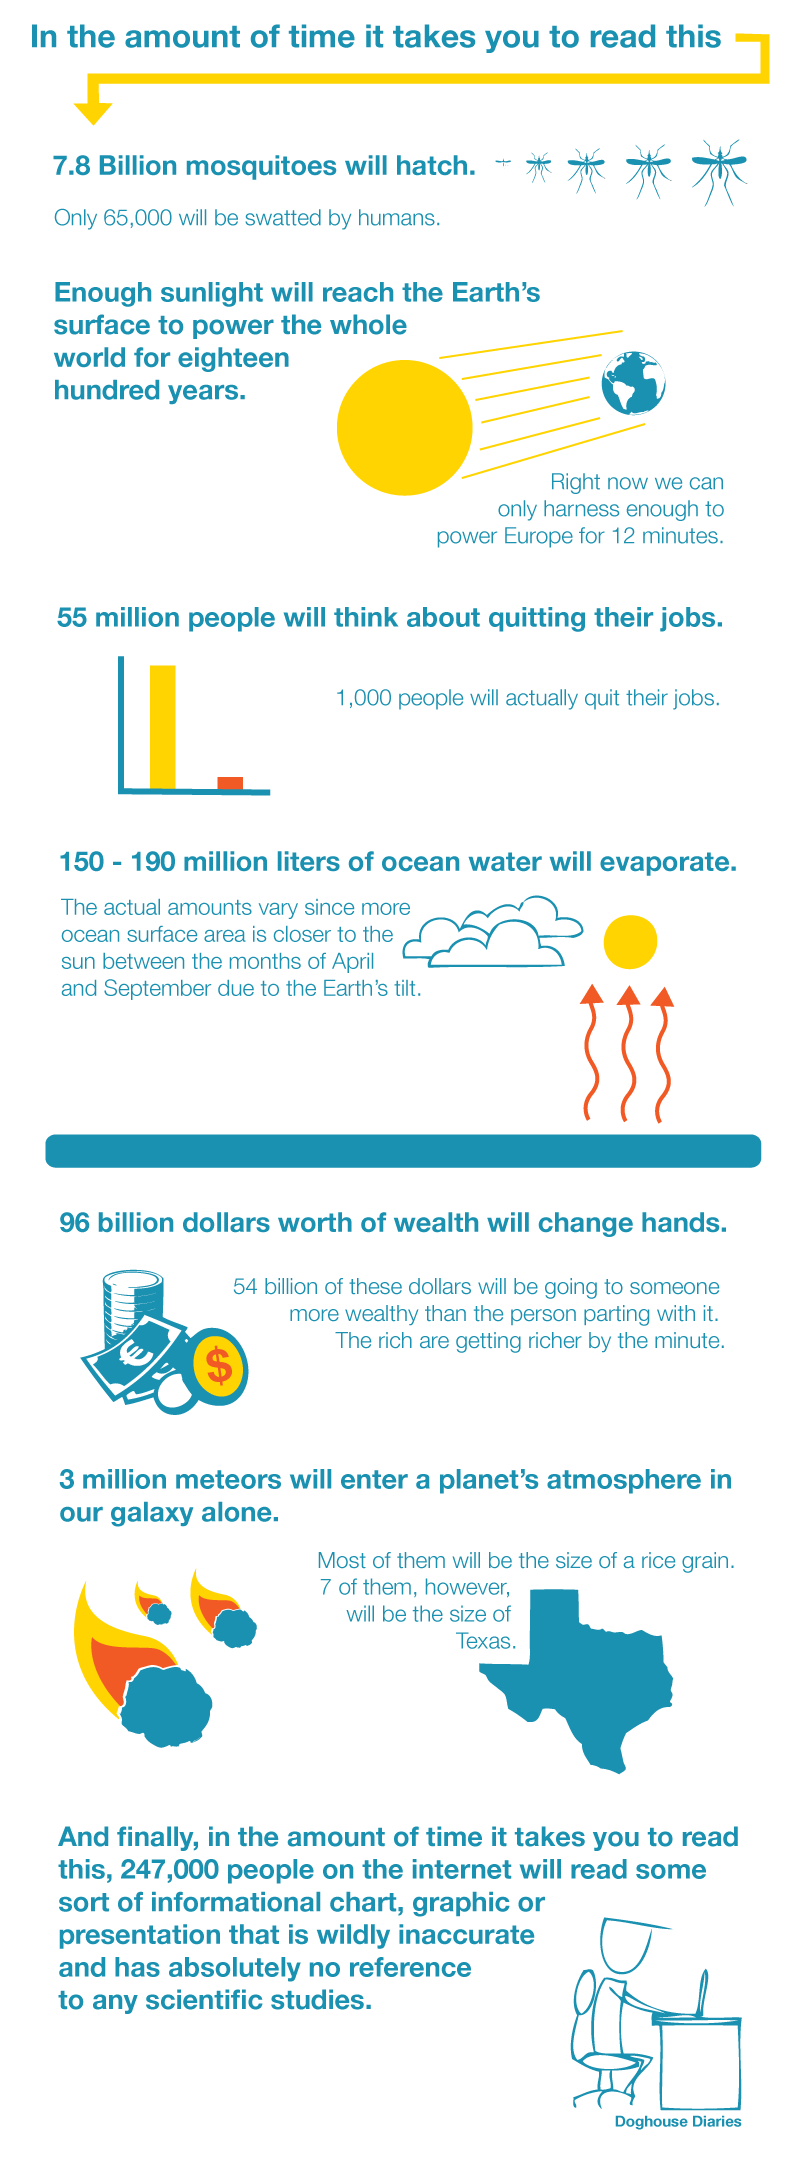 In the amount of time it takes you to read this
7.8 Billion mosquitoes will hatch.
Only 65,000 will be swatted by humans.
Enough sunlight will reach the Earth's
surface to power the whole
world for eighteen
hundred years.
Right now we can
only harness enough to
power Europe for 12 minutes.
55 million people will think about quitting their jobs.
1,000 people will actually quit their jobs.
150 - 190 million liters of ocean water will evaporate.
The actual amounts vary since more
ocean surface area is closer to the
sun between the months of April
and September due to the Earth's tilt.
96 billion dollars worth of wealth will change hands.
54 billion of these dollars will be going to someone
more wealthy than the person parting with it.
The rich are getting richer by the minute.
€
$
3 million meteors will enter a planet's atmosphere in
our galaxy alone.
Most of them will be the size of a rice grain.
7 of them, however,
will be the size of
Texas.
And finally, in the amount of time it takes you to read
this, 247,000 people on the internet will read some
sort of informational chart, graphic or
presentation that is wildly inaccurate
and has absolutely no reference
to any scientific studies.
Doghouse Diaries